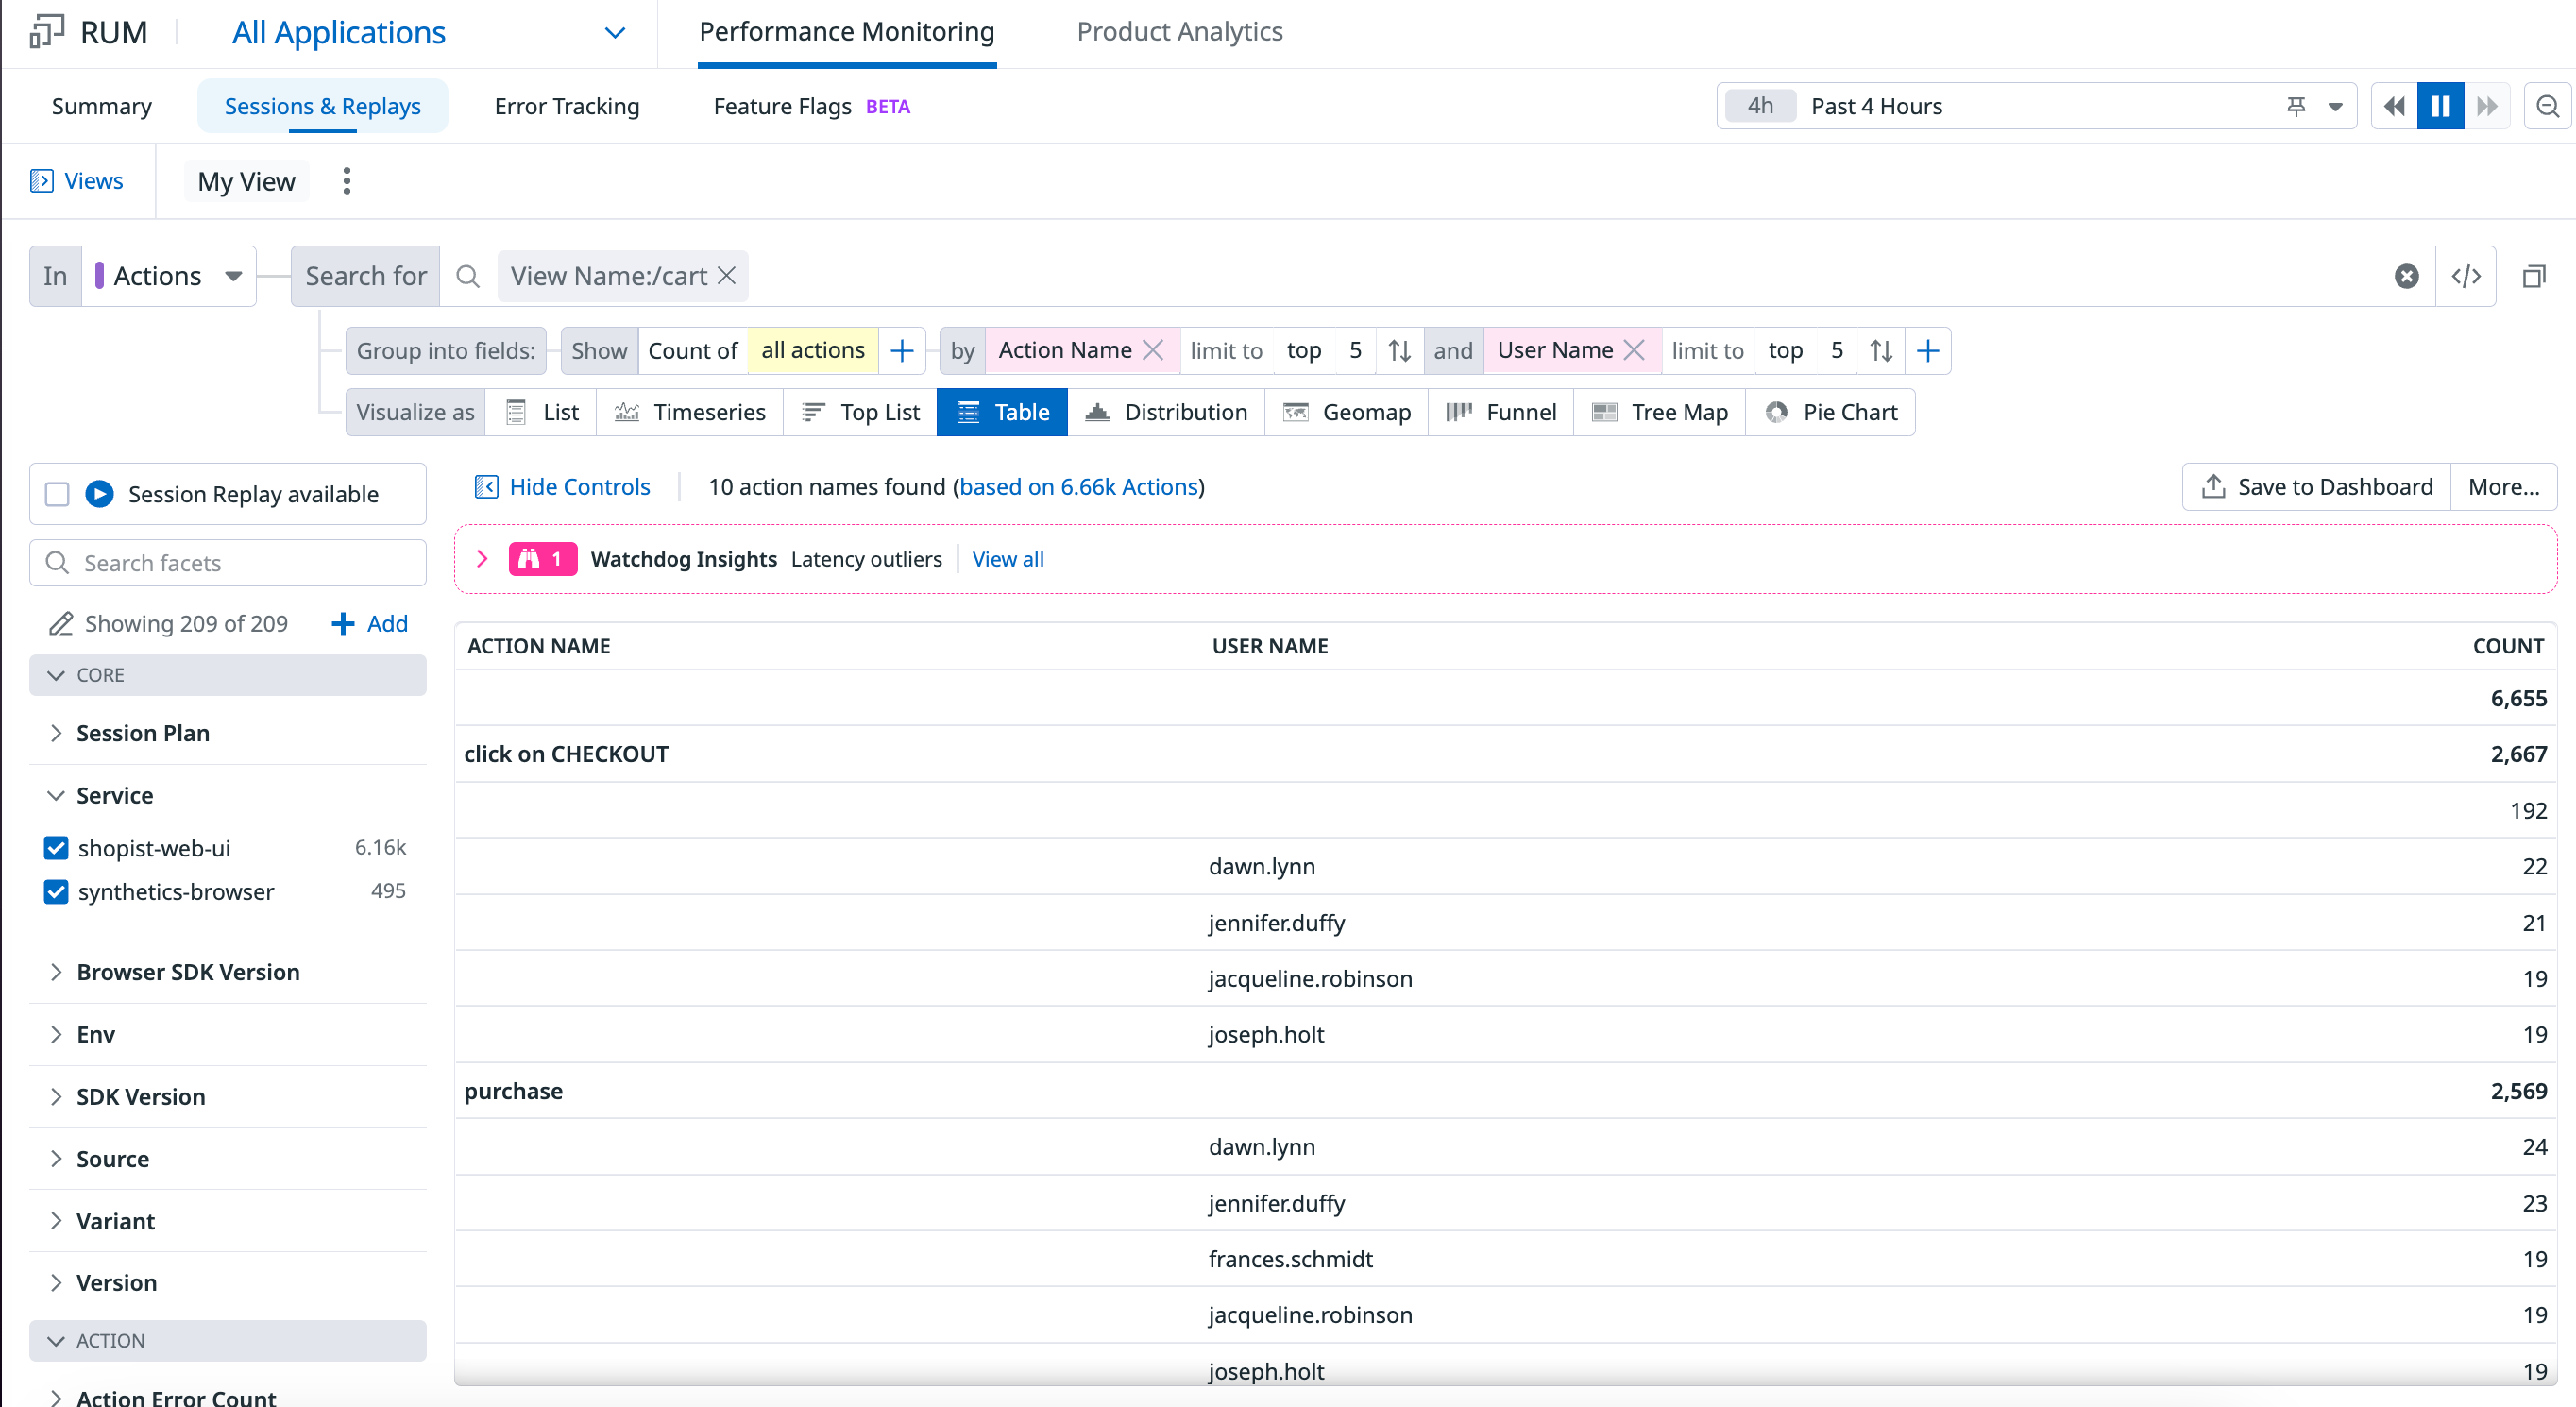 RUM All Applications Performance Monitoring Product Analytics
Summary Sessions & Replays Error Tracking Feature Flags BETA 4h Past 4 Hours
Views My View
In Actions Search for View Name:/cart </>
Group into fields: Show Count of all actions + by Action Name limit to top 5 and User Name limit to top 5 +
Visualize as List Timeseries Top List Table Distribution Geomap Funnel Tree Map Pie Chart
Session Replay available
Search facets
Showing 209 of 209 + Add
CORE
Session Plan
Service
shopist-web-ui 6.16k
synthetics-browser 495
Browser SDK Version
Env
SDK Version
Source
Variant
Version
ACTION
Action Error Count
Hide Controls 10 action names found (based on 6.66k Actions) Save to Dashboard More...
1 Watchdog Insights Latency outliers View all
ACTION NAME USER NAME COUNT
6,655
click on CHECKOUT 2,667
192
dawn.lynn 22
jennifer.duffy 21
jacqueline.robinson 19
joseph.holt 19
purchase 2,569
dawn.lynn 24
jennifer.duffy 23
frances.schmidt 19
jacqueline.robinson 19
joseph.holt 19